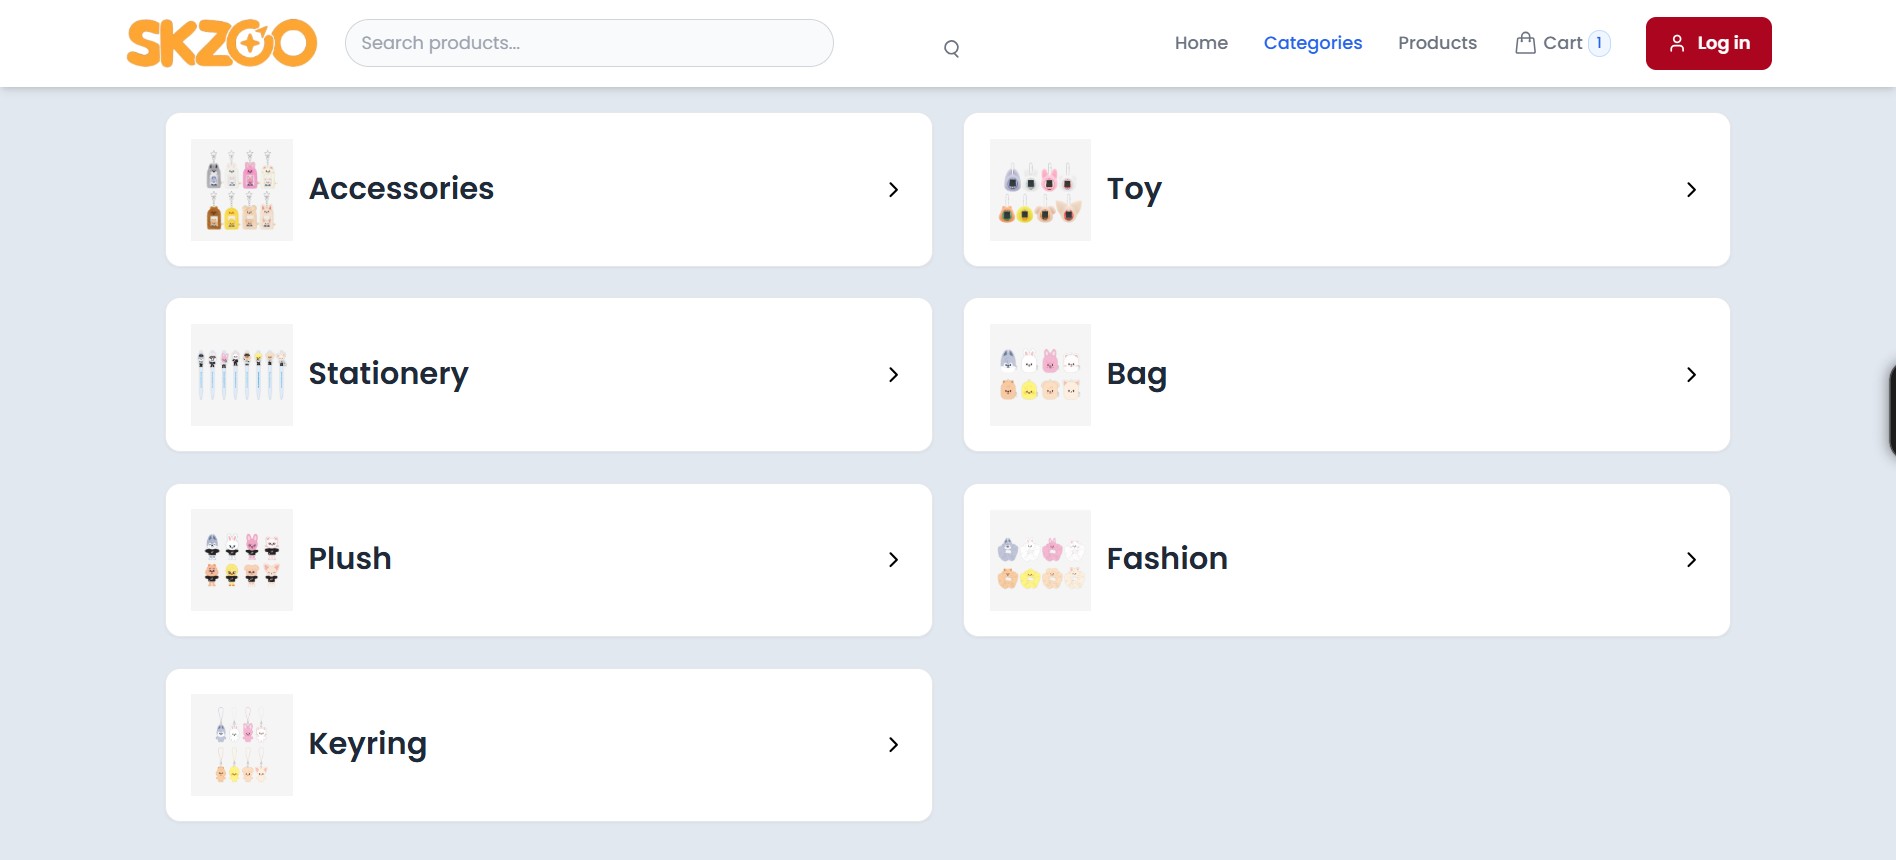 SKZOO
Search products...
Home
Categories
Products
Cart 1
Log in
Accessories
Toy
Stationery
Bag
Plush
Fashion
Keyring